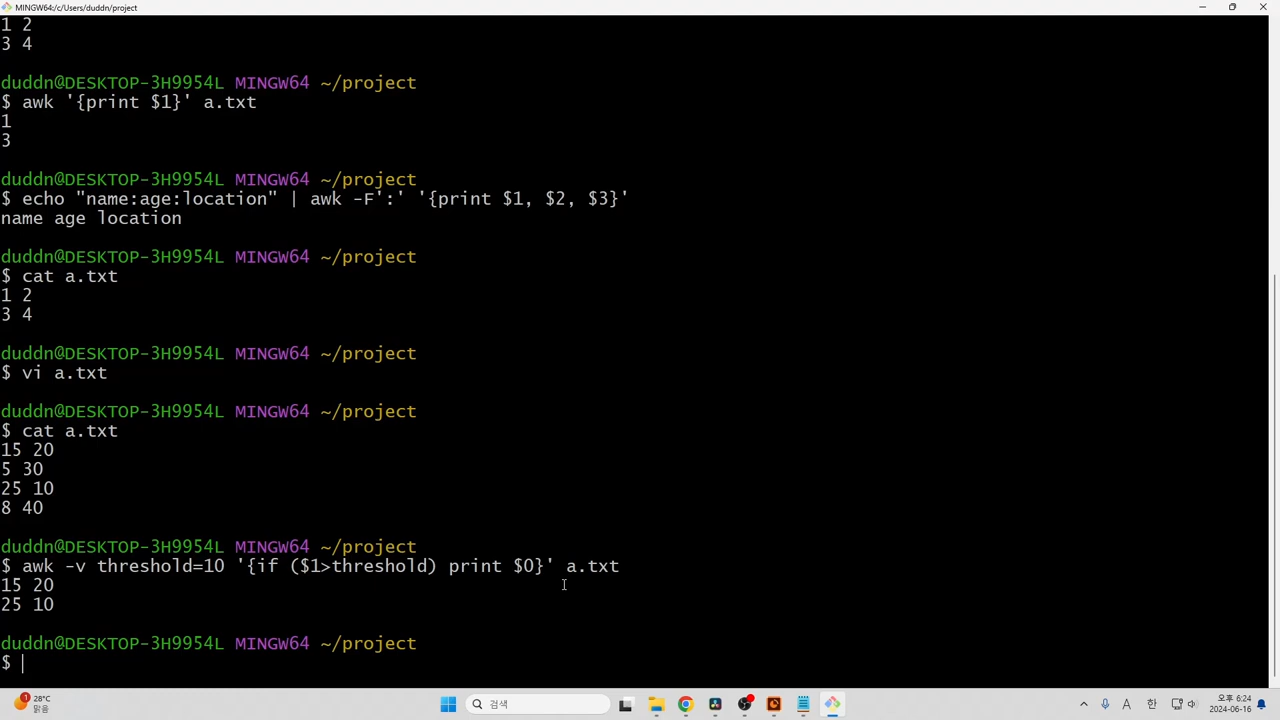 MINGW64:/c/Users/duddn/project
1 2
3 4
duddn@DESKTOP-3H9954L MINGW64 ~/project
$ awk '{print $1}' a.txt
1
3
duddn@DESKTOP-3H9954L MINGW64 ~/project
$ echo "name:age:location" | awk -F':' '{print $1, $2, $3}'
name age location
duddn@DESKTOP-3H9954L MINGW64 ~/project
$ cat a.txt
1 2
3 4
duddn@DESKTOP-3H9954L MINGW64 ~/project
$ vi a.txt
duddn@DESKTOP-3H9954L MINGW64 ~/project
$ cat a.txt
15 20
5 30
25 10
8 40
duddn@DESKTOP-3H9954L MINGW64 ~/project
$ awk -v threshold=10 '{if ($1>threshold) print $0}' a.txt
15 20
25 10
duddn@DESKTOP-3H9954L MINGW64 ~/project
$
1
28°C
맑음
검색
A
한
오후 6:24
2024-06-16